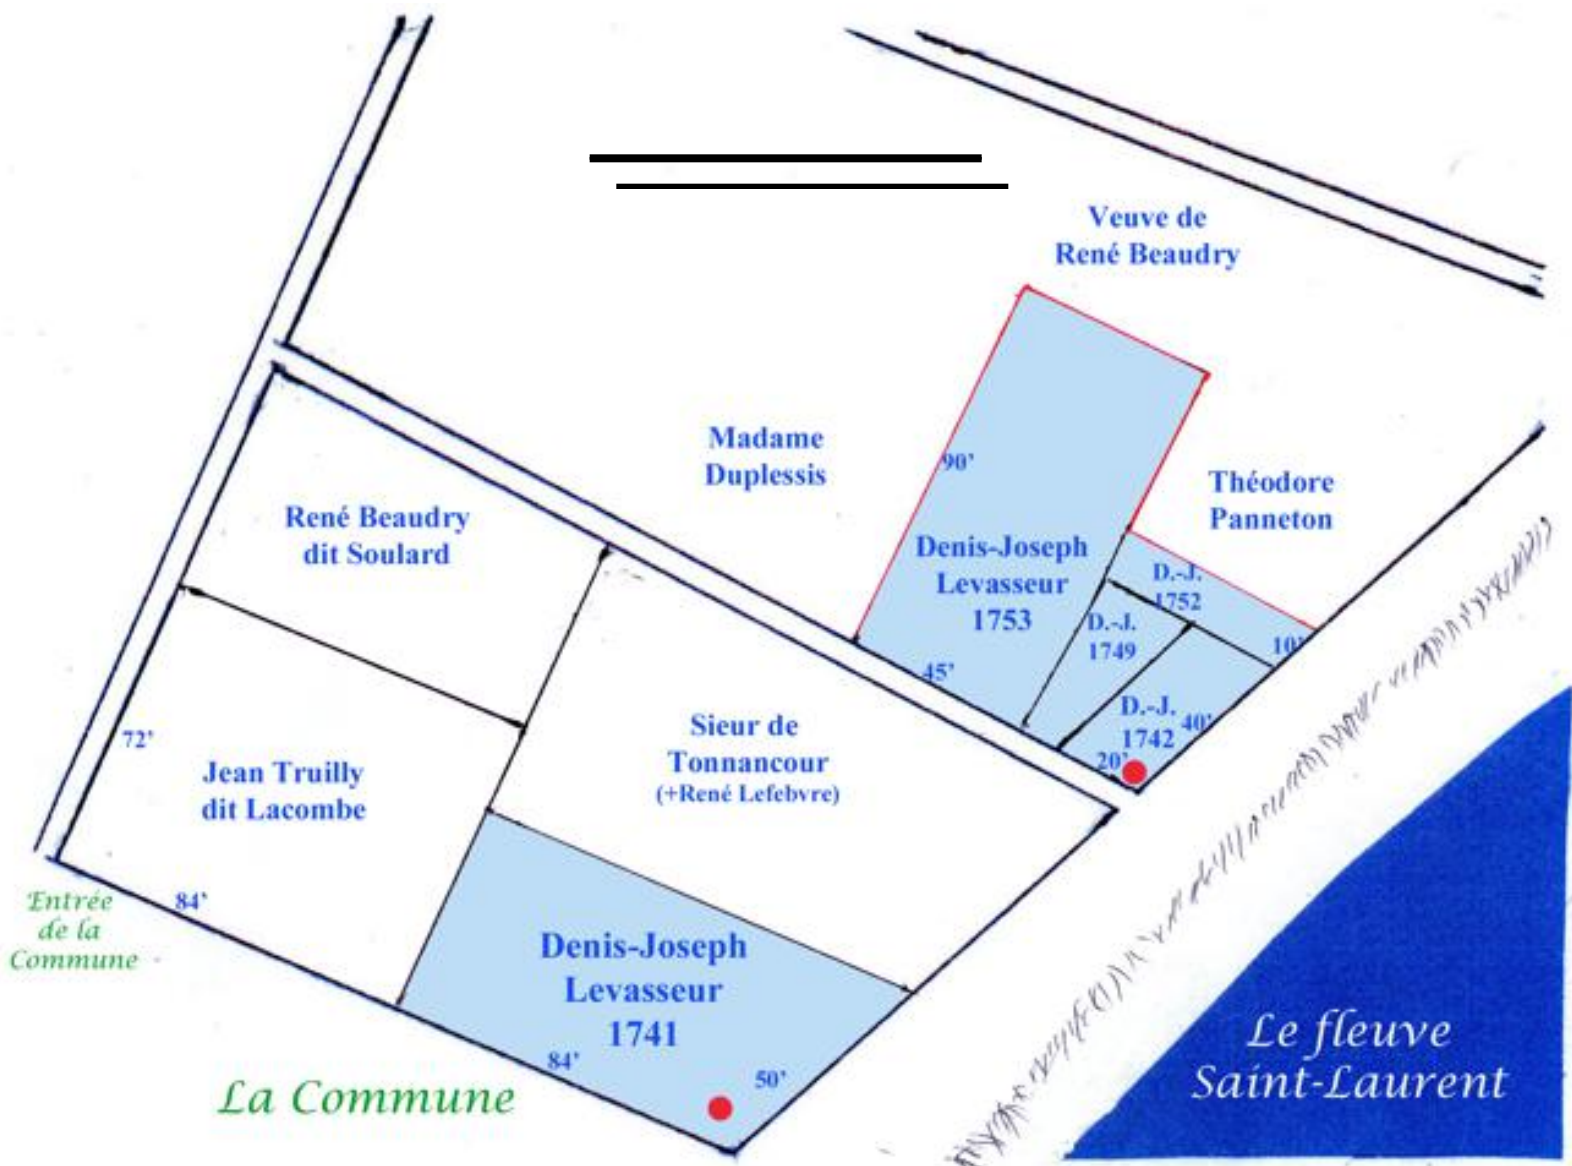 Veuve de
René Beaudry
Madame
Duplessis
90'
Théodore
Panneton
René Beaudry
dit Soulard
Denis-Joseph
Levasseur
1753
D.-J.
1752
D.-J.
1749
10'
45'
D.-J.
1742
40'
20'
Sieur de
Tonnancour
(+René Lefebvre)
72'
Jean Truilly
dit Lacombe
84'
Entrée
de la
Commune
Denis-Joseph
Levasseur
1741
84'
50'
La Commune
Le fleuve
Saint-Laurent